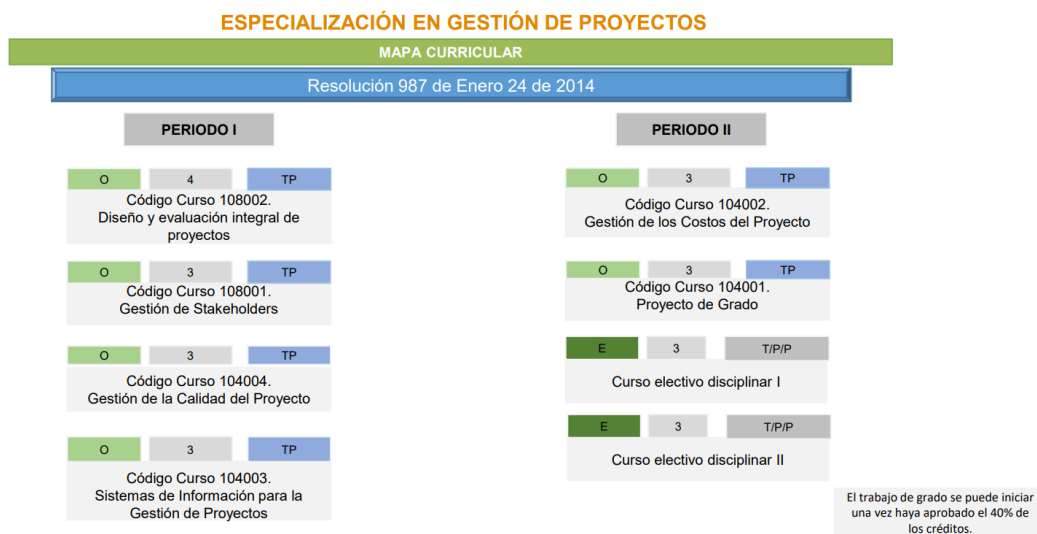 ESPECIALIZACIÓN EN GESTIÓN DE PROYECTOS
MAPA CURRICULAR
Resolución 987 de Enero 24 de 2014
PERIODO I
O 4 TP
Código Curso 108002.
Diseño y evaluación integral de
proyectos
O 3 TP
Código Curso 108001.
Gestión de Stakeholders
O 3 TP
Código Curso 104004.
Gestión de la Calidad del Proyecto
O 3 TP
Código Curso 104003.
Sistemas de Información para la
Gestión de Proyectos
PERIODO II
O 3 TP
Código Curso 104002.
Gestión de los Costos del Proyecto
O 3 TP
Código Curso 104001.
Proyecto de Grado
E 3 T/P/P
Curso electivo disciplinar I
E 3 T/P/P
Curso electivo disciplinar II
El trabajo de grado se puede iniciar
una vez haya aprobado el 40% de
los créditos.